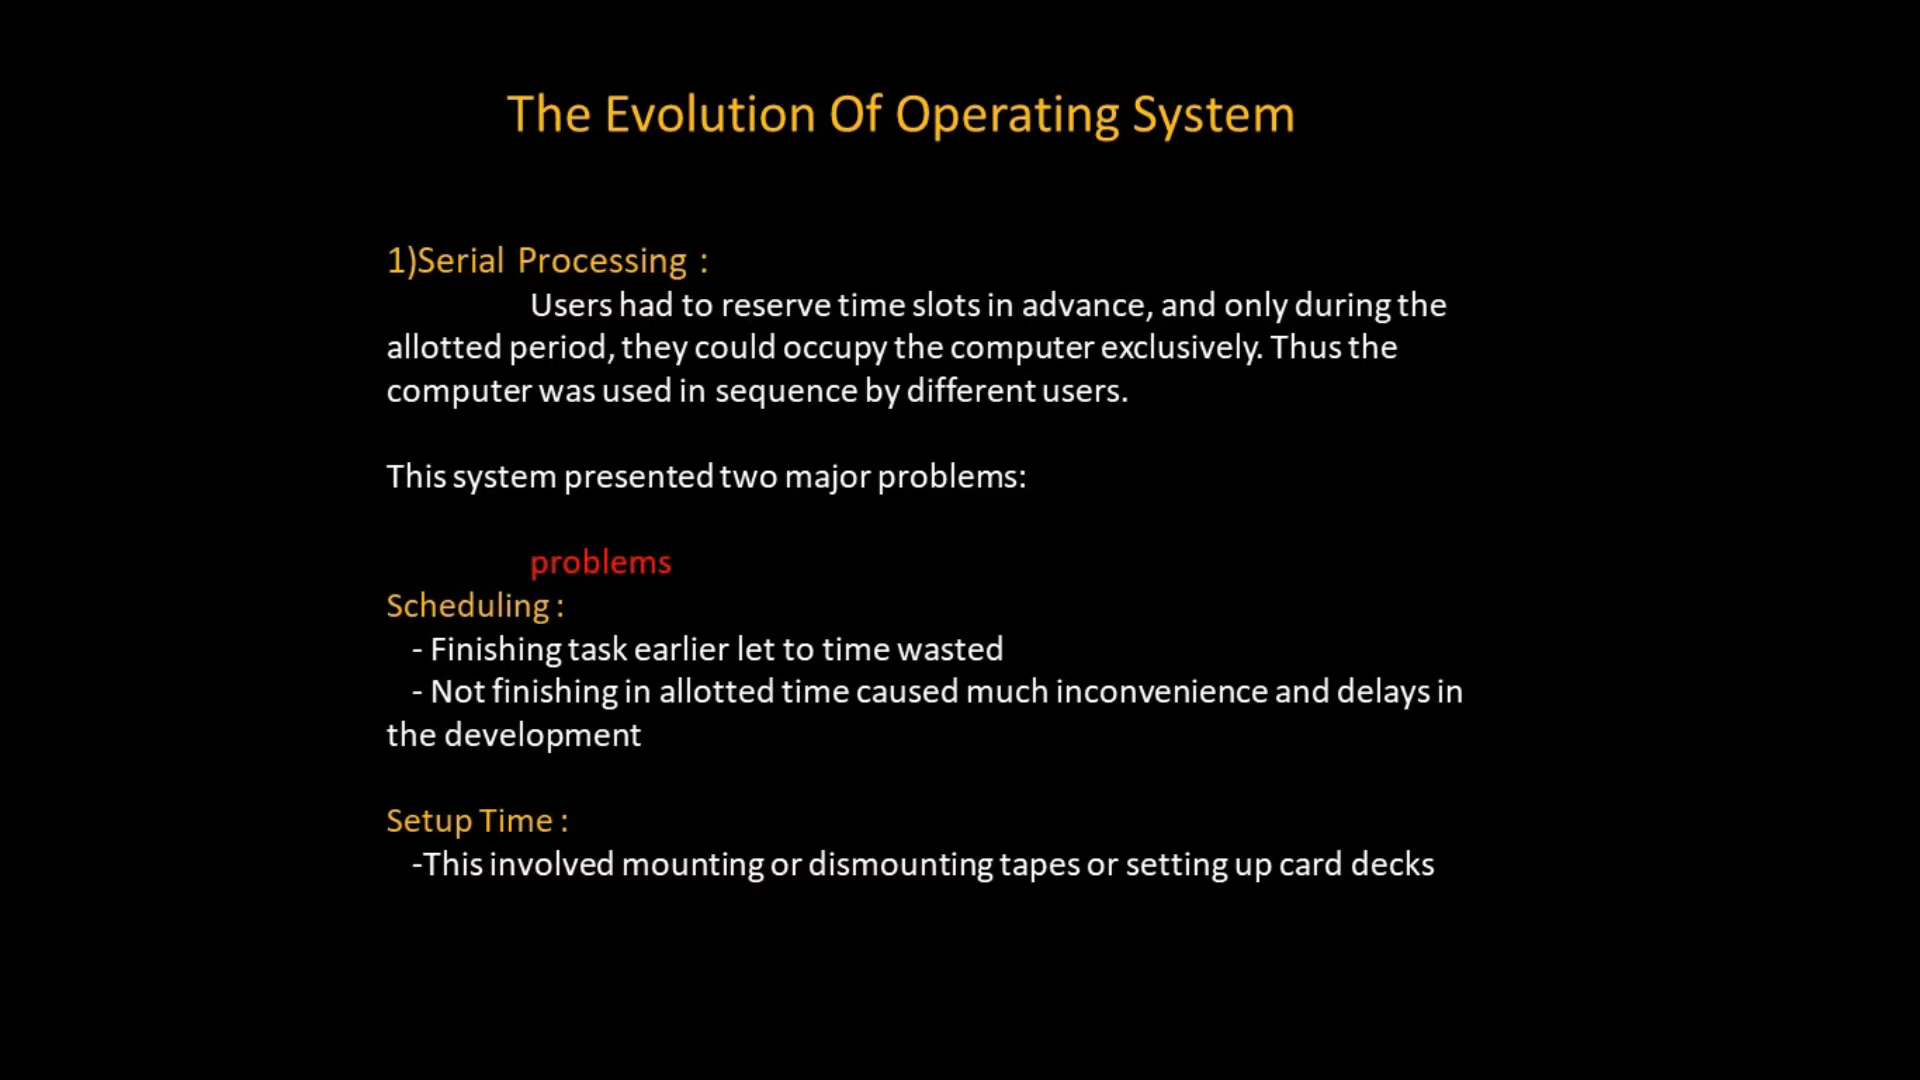 The Evolution Of Operating System
1)Serial Processing :
Users had to reserve time slots in advance, and only during the
allotted period, they could occupy the computer exclusively. Thus the
computer was used in sequence by different users.
This system presented two major problems:
problems
Scheduling :
- Finishing task earlier let to time wasted
- Not finishing in allotted time caused much inconvenience and delays in
the development
Setup Time :
-This involved mounting or dismounting tapes or setting up card decks